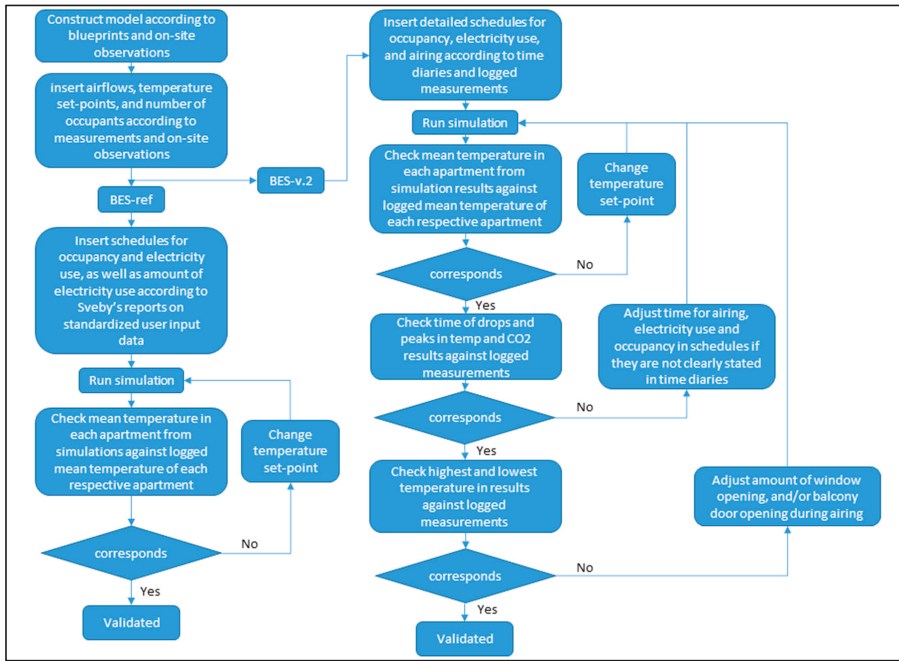 Construct model according to
blueprints and on-site
observations
insert airflows, temperature
set-points, and number of
occupants according to
measurements and on-site
observations
BES-ref
BES-v.2
Insert schedules for
occupancy and electricity
use, as well as amount of
electricity use according to
Sveby's reports on
standardized user input
data
Run simulation
Check mean temperature in
each apartment from
simulations against logged
mean temperature of each
respective apartment
Change
temperature
set-point
corresponds
No
Yes
Validated
Insert detailed schedules for
occupancy, electricity use,
and airing according to time
diaries and logged
measurements
Run simulation
Check mean temperature in
each apartment from
simulation results against
logged mean temperature of
each respective apartment
Change
temperature
set-point
corresponds
No
Yes
Check time of drops and
peaks in temp and CO2
results against logged
measurements
Adjust time for airing,
electricity use and
occupancy in schedules if
they are not clearly stated
in time diaries
corresponds
No
Yes
Check highest and lowest
temperature in results
against logged
measurements
Adjust amount of window
opening, and/or balcony
door opening during airing
corresponds
No
Yes
Validated